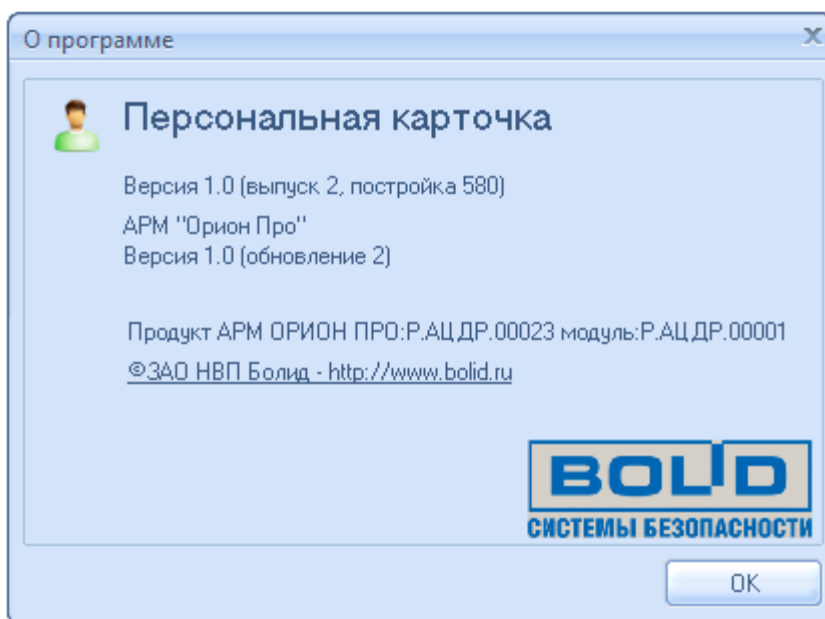 О программе
Персональная карточка
Версия 1.0 (выпуск 2, постройка 580)
АРМ "Орион Про"
Версия 1.0 (обновление 2)
Продукт АРМ ОРИОН ПРО:Р.АЦДР.00023 модуль:Р.АЦДР.00001
©ЗАО НВП Болид - http://www.bolid.ru
BOLID
СИСТЕМЫ БЕЗОПАСНОСТИ
OK